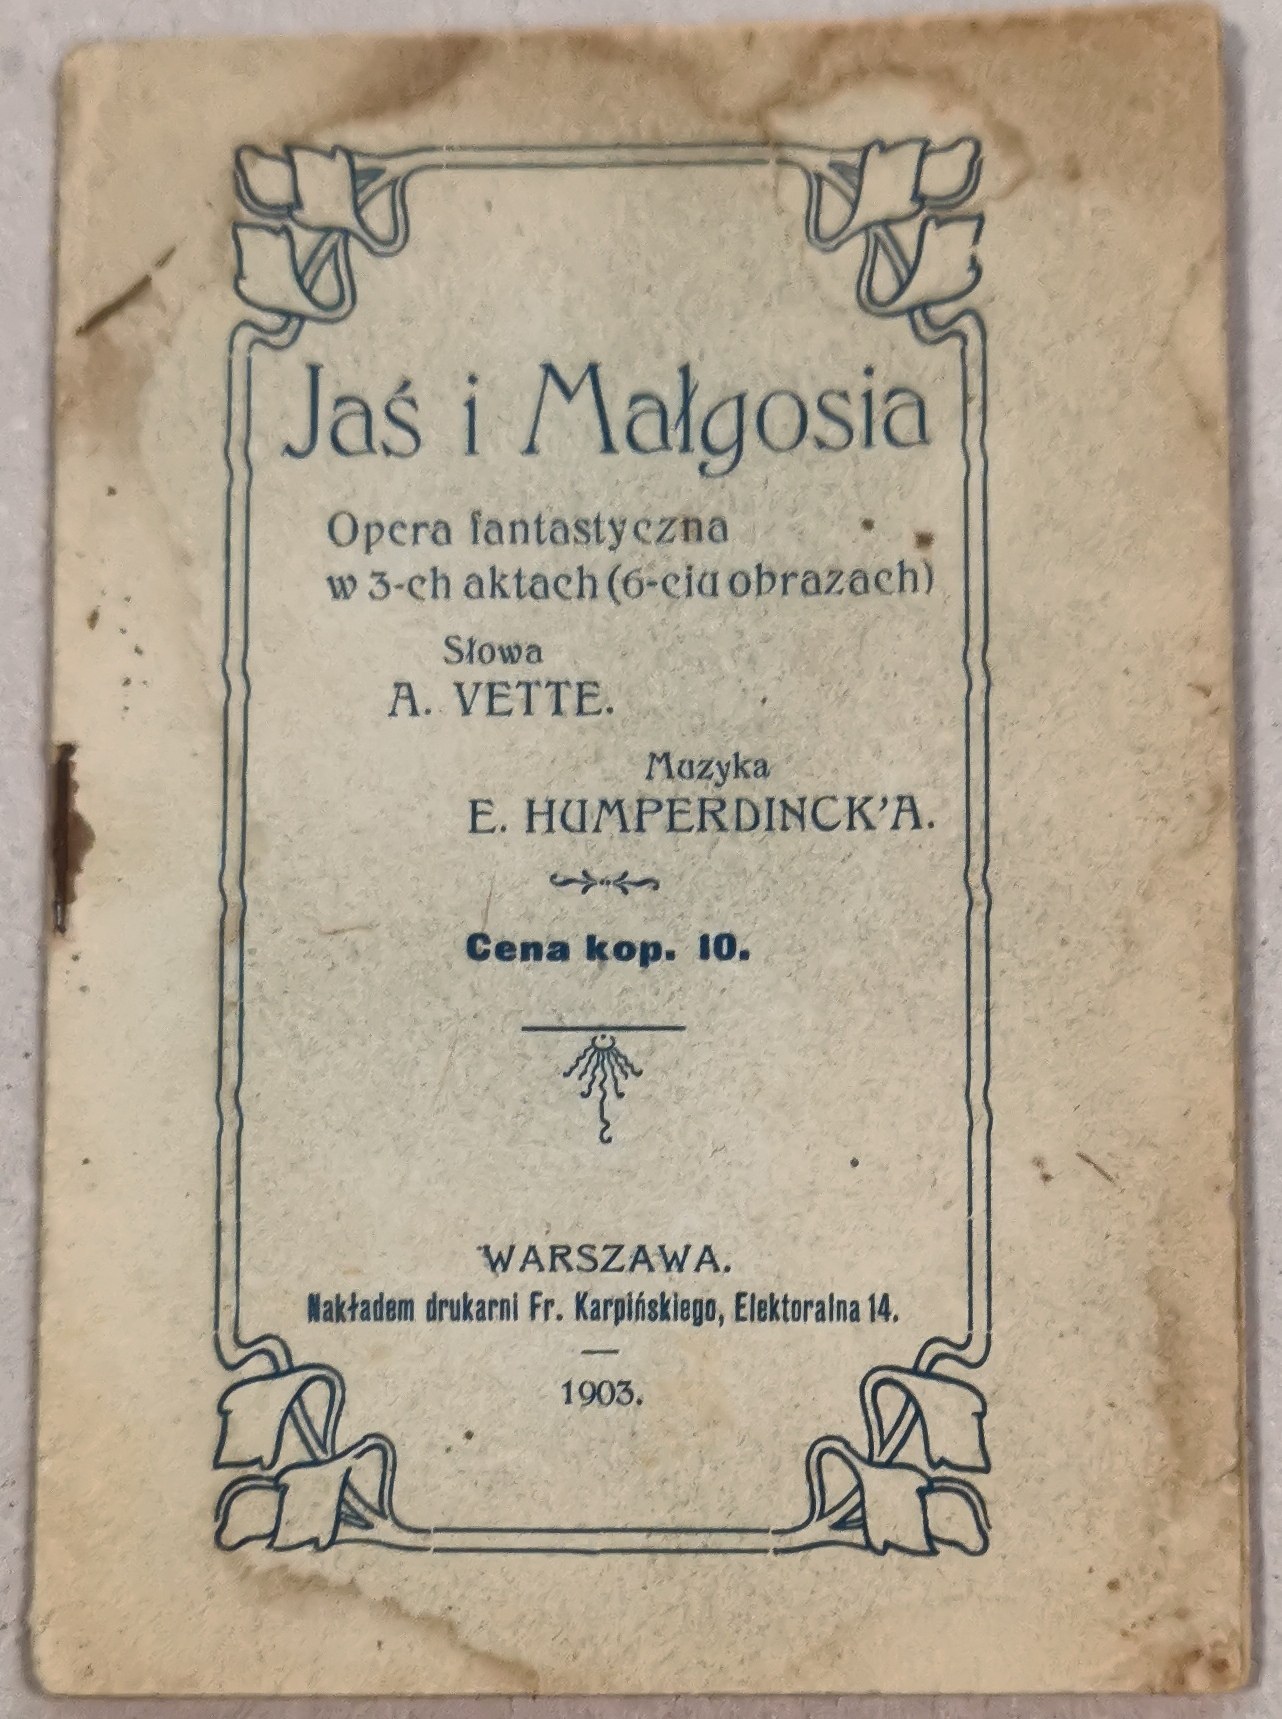 Jaś i Małgosia
Opera fantastyczna
w 3-ch aktach (6-ciu obrazach)
Słowa
A. VETTE.
Muzyka
E. HUMPERDINCK'A.
Cena kop. 10.
WARSZAWA.
Nakładem drukarni Fr. Karpińskiego, Elektoralna 14.
1903.